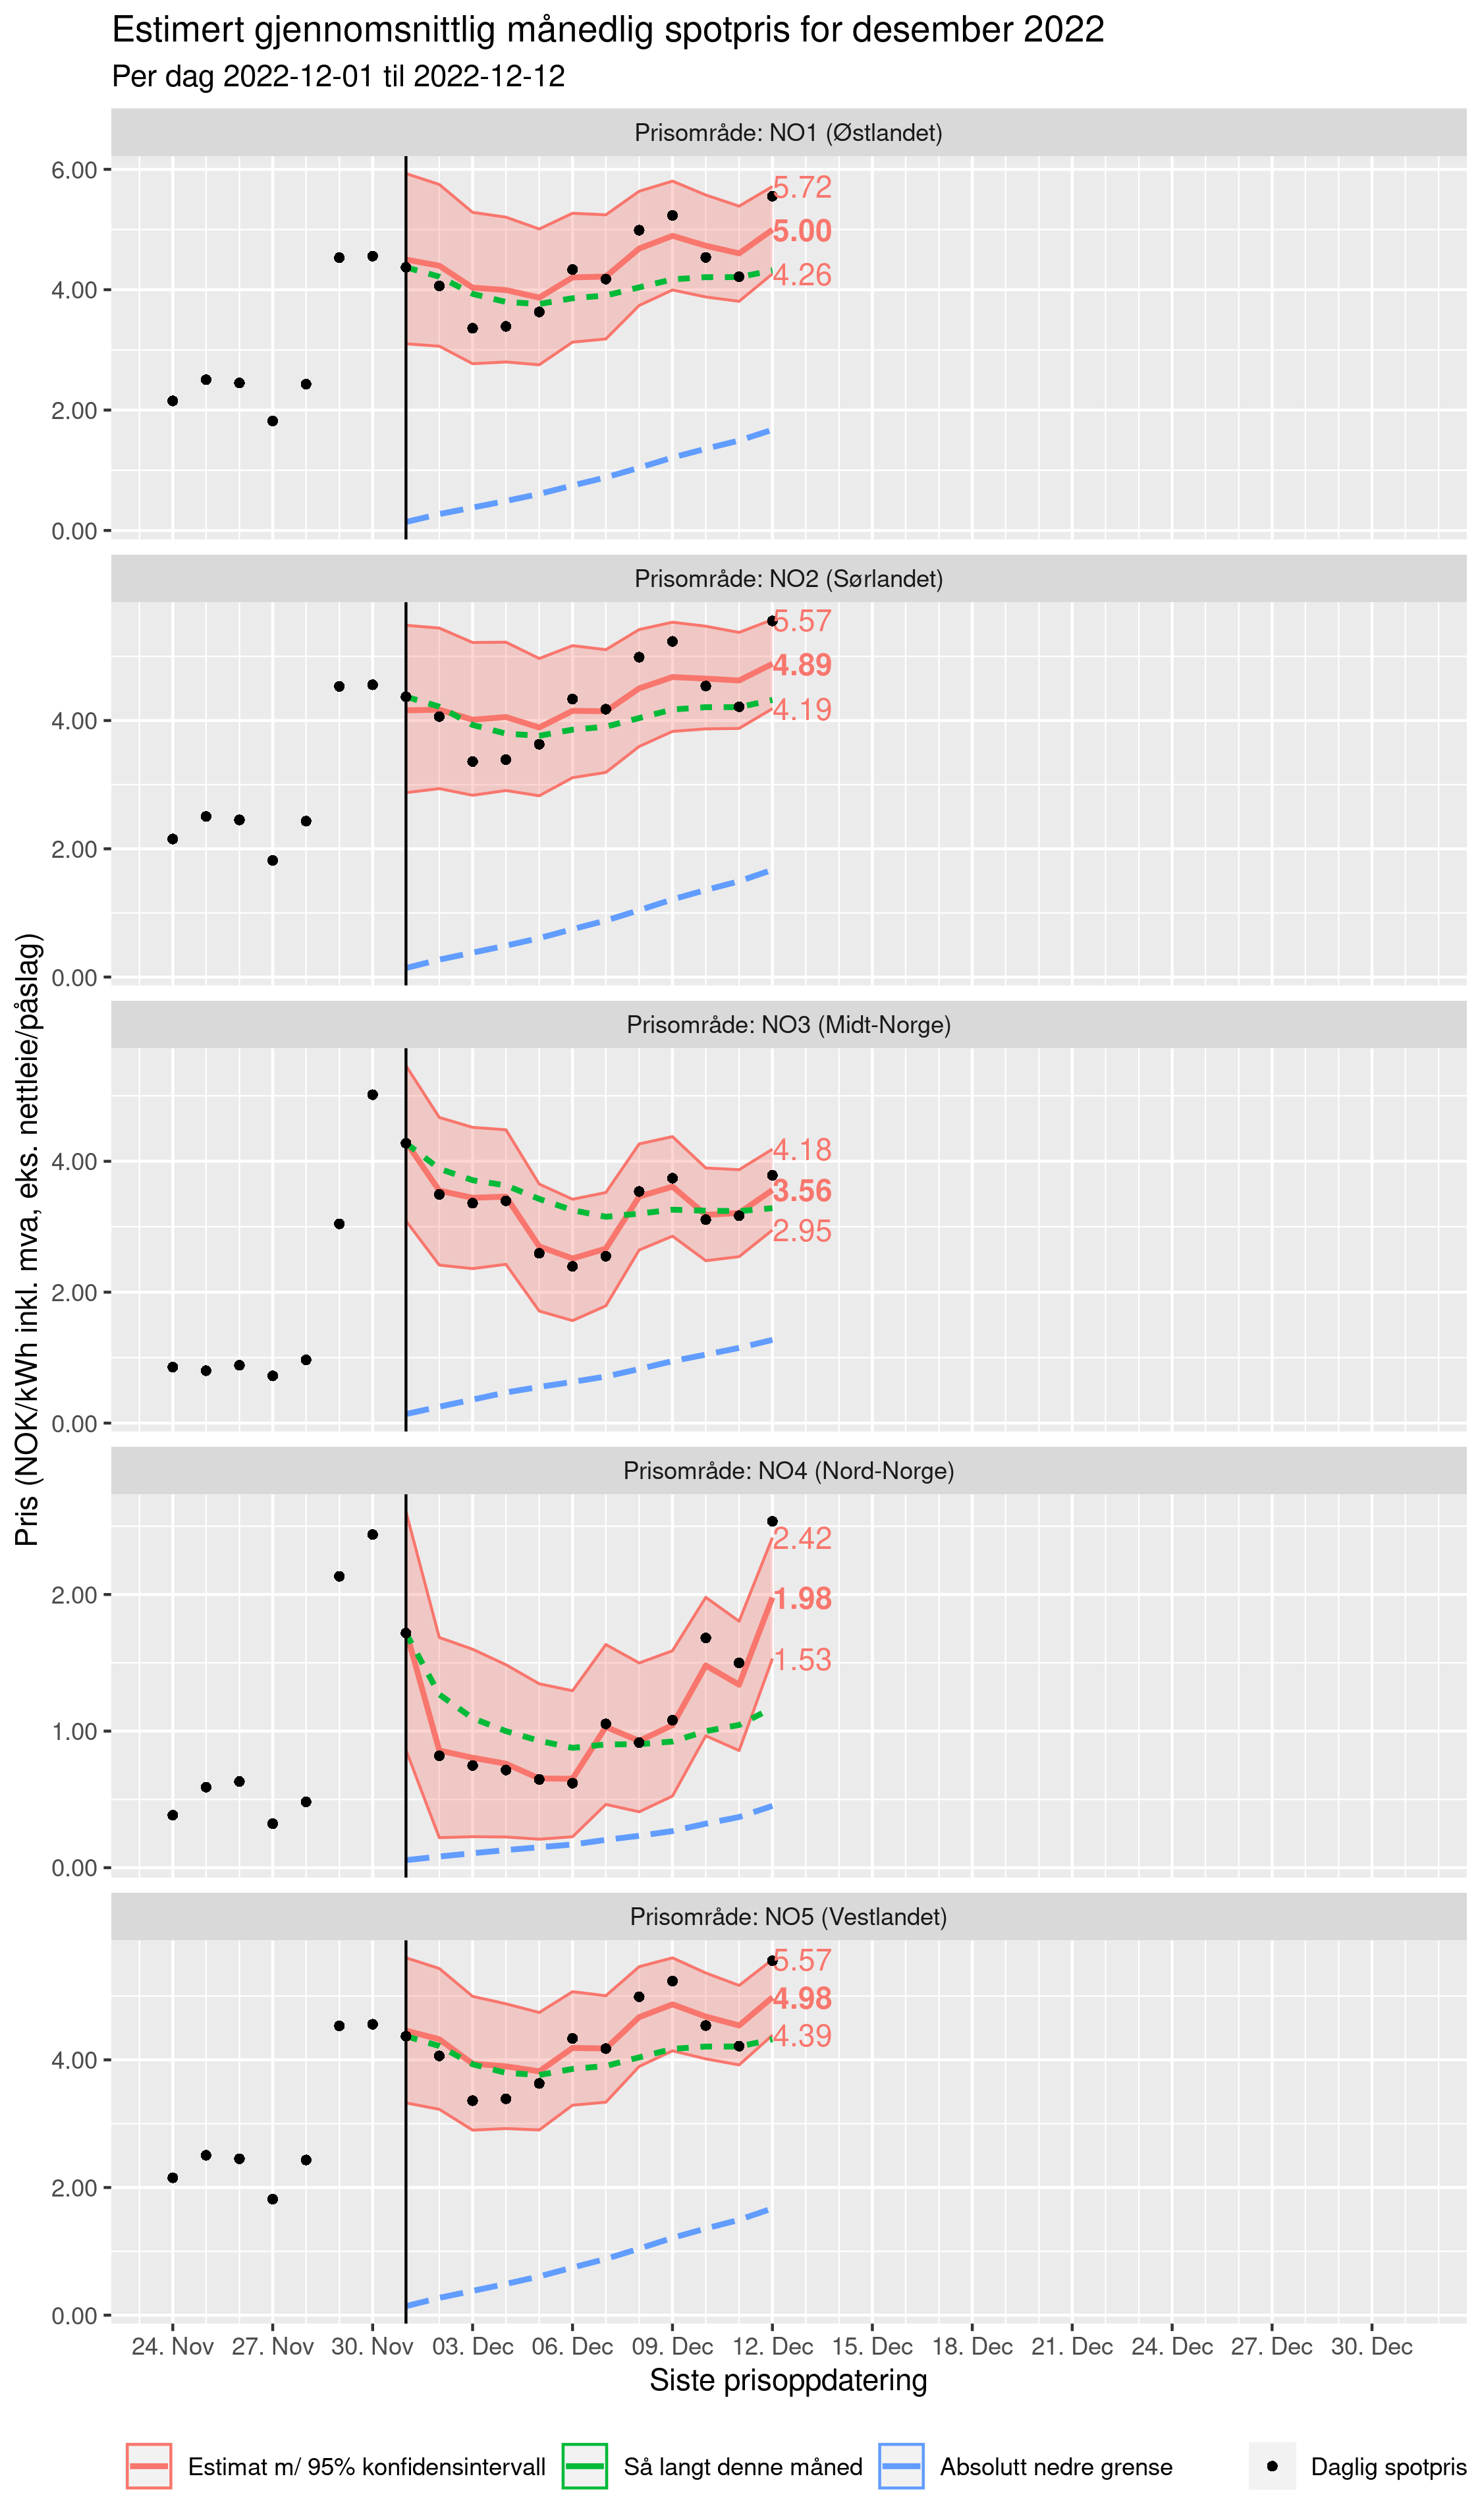 Estimert gjennomsnittlig månedlig spotpris for desember 2022
Per dag 2022-12-01 til 2022-12-12
Pris (NOK/kWh inkl. mva, eks. nettleie/påslag)
Prisområde: NO1 (Østlandet)
6.00
4.00
2.00
0.00
5.72
5.00
4.26
Prisområde: NO2 (Sørlandet)
4.00
2.00
0.00
5.57
4.89
4.19
Prisområde: NO3 (Midt-Norge)
4.00
2.00
0.00
4.18
3.56
2.95
Prisområde: NO4 (Nord-Norge)
2.00
1.00
0.00
2.42
1.98
1.53
Prisområde: NO5 (Vestlandet)
4.00
2.00
0.00
5.57
4.98
4.39
24. Nov 27. Nov 30. Nov 03. Dec 06. Dec 09. Dec 12. Dec 15. Dec 18. Dec 21. Dec 24. Dec 27. Dec 30. Dec
Siste prisoppdatering
Estimat m/ 95% konfidensintervall Så langt denne måned Absolutt nedre grense Daglig spotpris